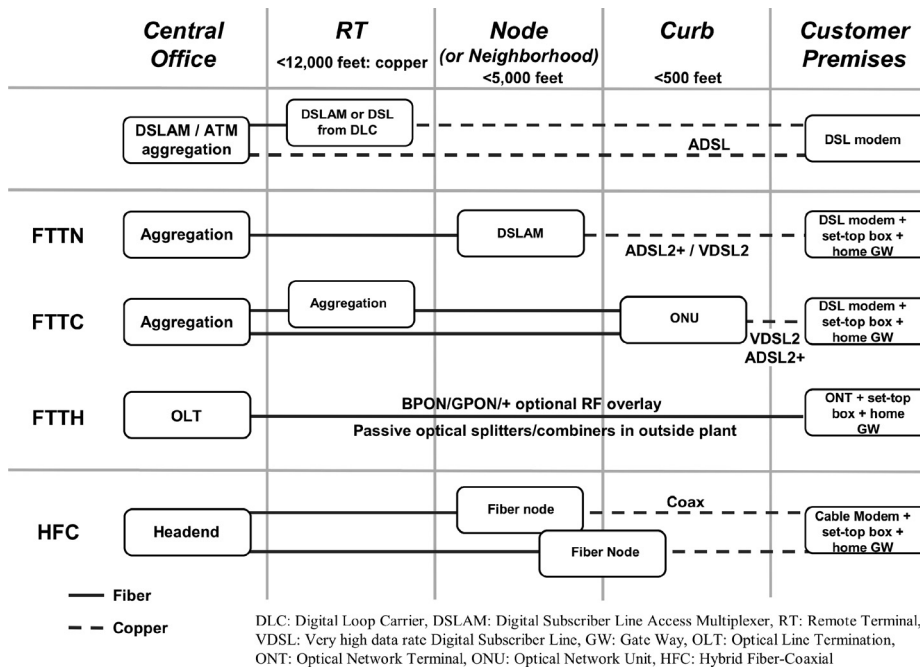 Central
Office
RT
<12,000 feet: copper
Node
(or Neighborhood)
<5,000 feet
Curb
<500 feet
Customer
Premises
DSLAM / ATM
aggregation
DSLAM or DSL
from DLC
ADSL
DSL modem
FTTN
Aggregation
DSLAM
ADSL2+ / VDSL2
DSL modem +
set-top box +
home GW
FTTC
Aggregation
Aggregation
ONU
VDSL2
ADSL2+
DSL modem +
set-top box +
home GW
FTTH
OLT
BPON/GPON/+ optional RF overlay
Passive optical splitters/combiners in outside plant
ONT + set-top
box + home
GW
HFC
Headend
Fiber node
Fiber Node
Coax
Cable Modem +
set-top box +
home GW
Fiber
Copper
DLC: Digital Loop Carrier, DSLAM: Digital Subscriber Line Access Multiplexer, RT: Remote Terminal,
VDSL: Very high data rate Digital Subscriber Line, GW: Gate Way, OLT: Optical Line Termination,
ONT: Optical Network Terminal, ONU: Optical Network Unit, HFC: Hybrid Fiber-Coaxial